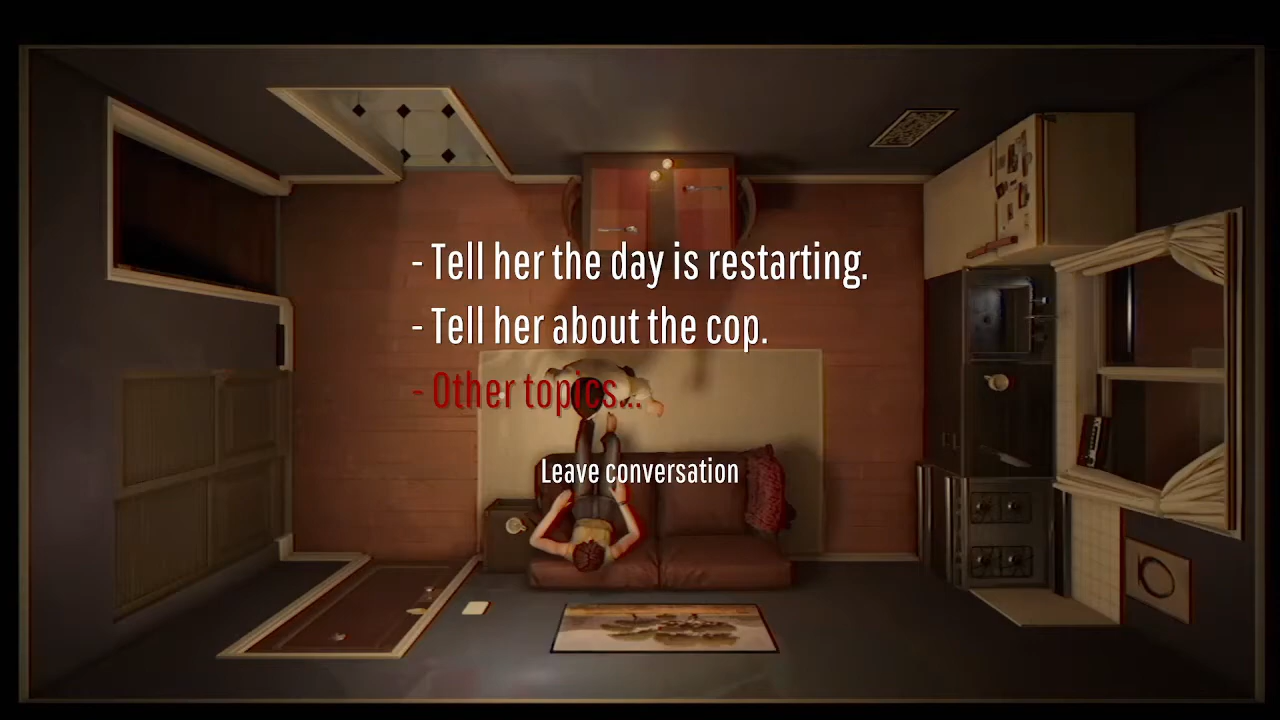 - Tell her the day is restarting.
- Tell her about the cop.
- Other topics...
Leave conversation